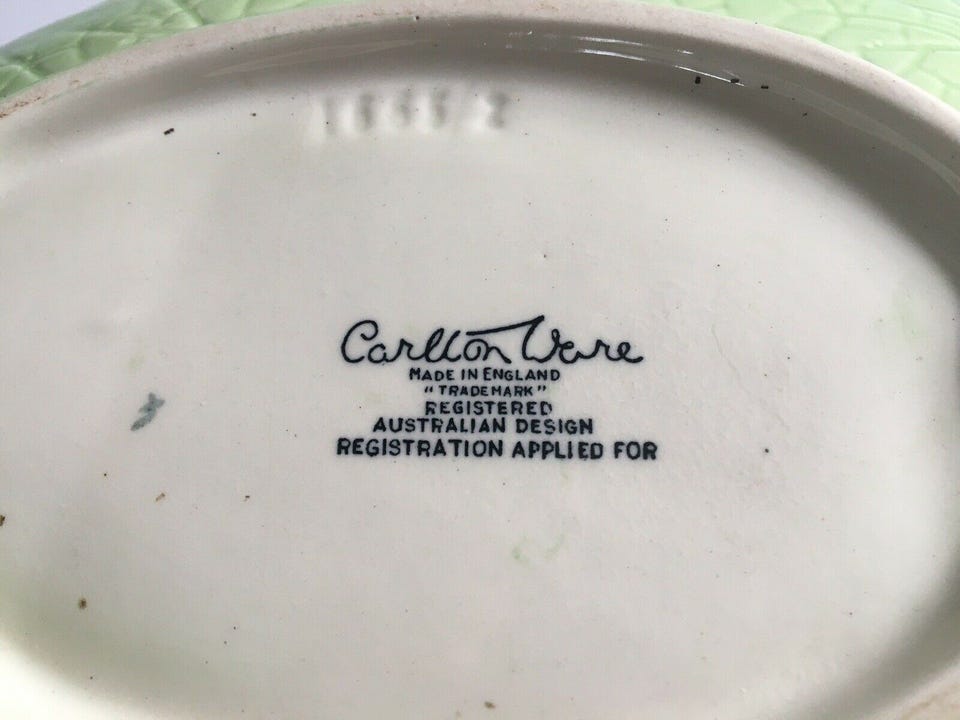 Carlton Ware
MADE IN ENGLAND
"TRADEMARK"
REGISTERED
AUSTRALIAN DESIGN
REGISTRATION APPLIED FOR